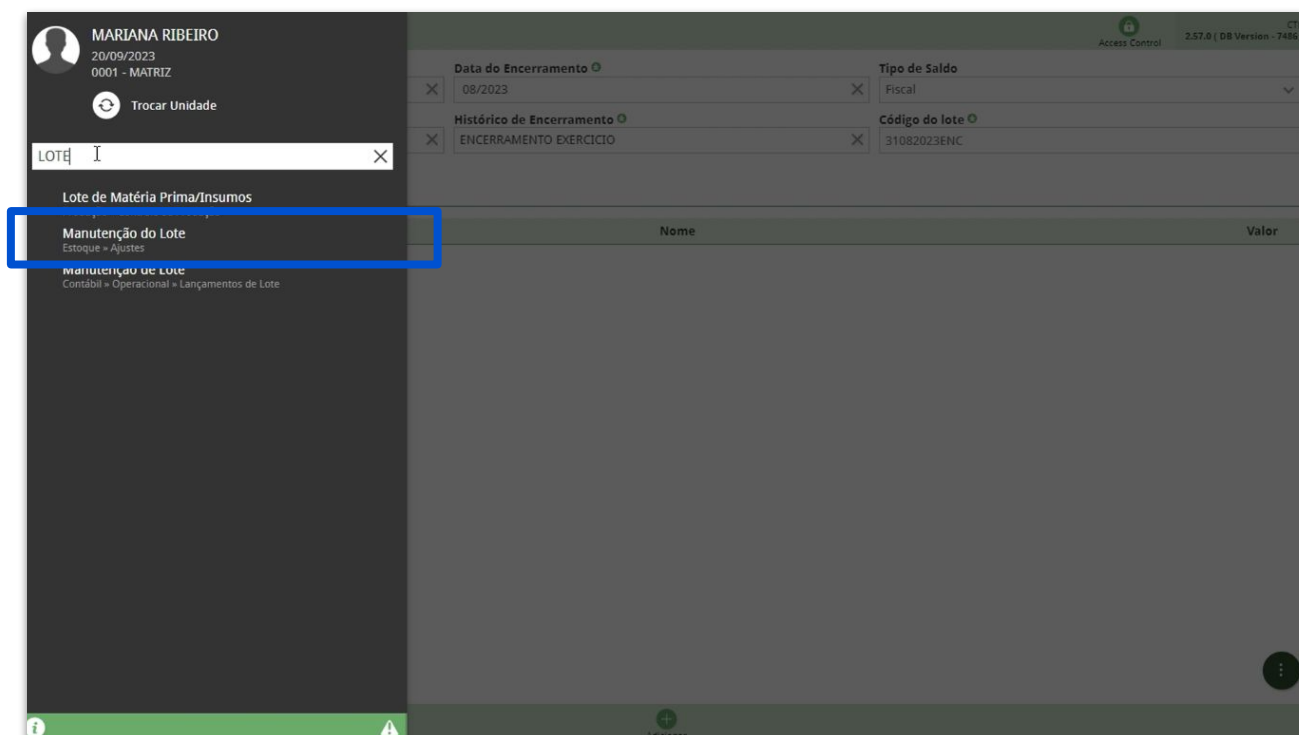 MARIANA RIBEIRO
20/09/2023
0001 - MATRIZ
Trocar Unidade
LOTE
Lote de Matéria Prima/Insumos
Manutenção do Lote
Estoque » Ajustes
Manutenção de Lote
Contábil » Operacional » Lançamentos de Lote
Access Control
2.57.0 ( DB Version - 7486
Data do Encerramento
08/2023
Tipo de Saldo
Fiscal
Histórico de Encerramento
ENCERRAMENTO EXERCICIO
Código do lote
31082023ENC
Nome
Valor